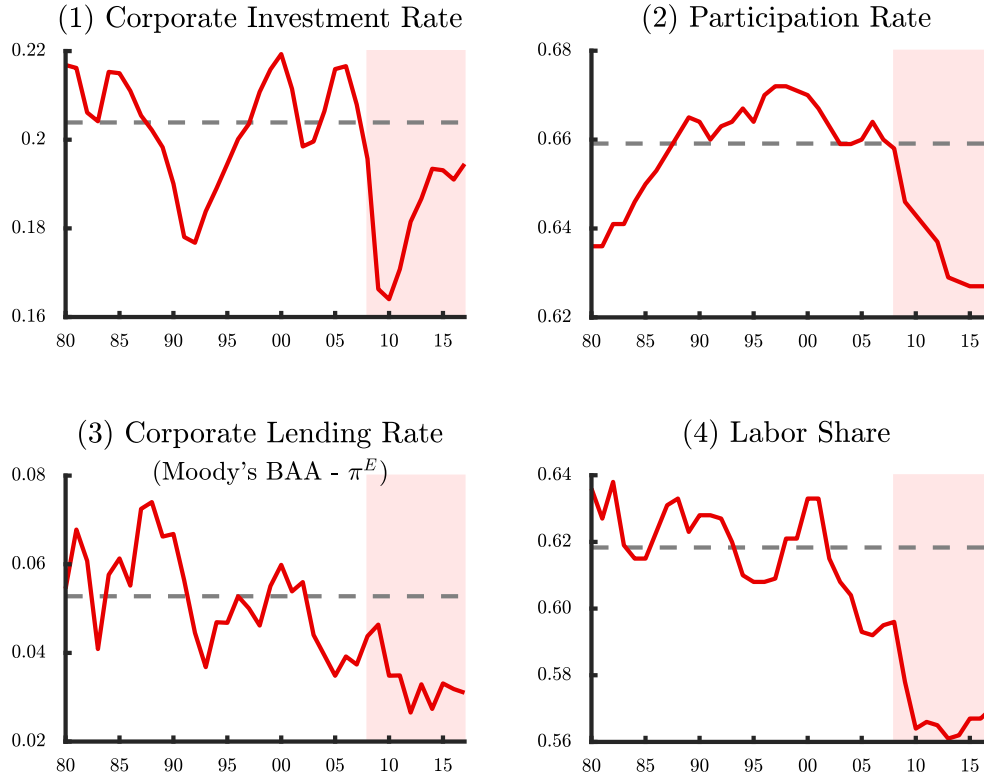 (1) Corporate Investment Rate
0.22
0.2
0.18
0.16
80 85 90 95 00 05 10 15
(2) Participation Rate
0.68
0.66
0.64
0.62
80 85 90 95 00 05 10 15
(3) Corporate Lending Rate
(Moody's BAA - π^E)
0.08
0.06
0.04
0.02
80 85 90 95 00 05 10 15
(4) Labor Share
0.64
0.62
0.60
0.58
0.56
80 85 90 95 00 05 10 15